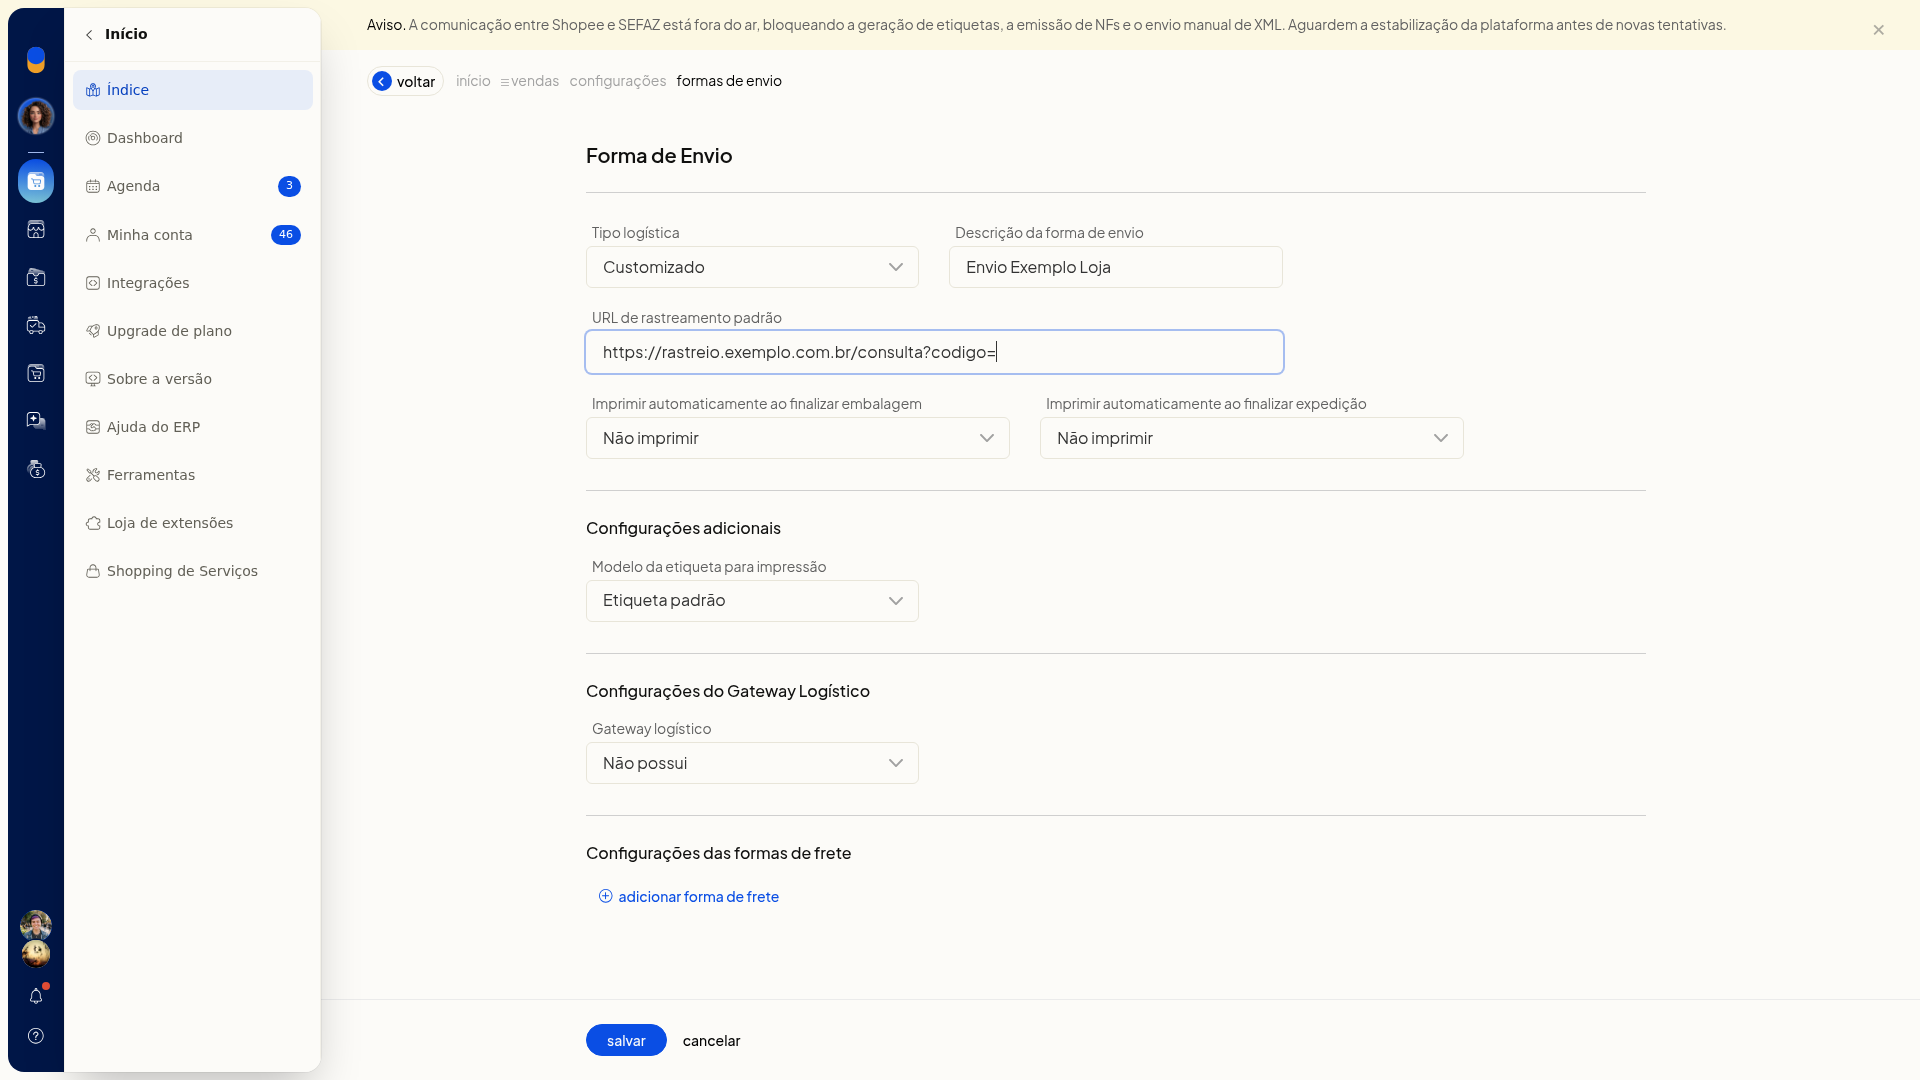 Início
Índice
Dashboard
Agenda
3
Minha conta
46
Integrações
Upgrade de plano
Sobre a versão
Ajuda do ERP
Ferramentas
Loja de extensões
Shopping de Serviços
Aviso. A comunicação entre Shopee e SEFAZ está fora do ar, bloqueando a geração de etiquetas, a emissão de NFs e o envio manual de XML. Aguardem a estabilização da plataforma antes de novas tentativas.
voltar início vendas configurações formas de envio
Forma de Envio
Tipo logística
Customizado
Descrição da forma de envio
Envio Exemplo Loja
URL de rastreamento padrão
https://rastreio.exemplo.com.br/consulta?codigo=
Imprimir automaticamente ao finalizar embalagem
Não imprimir
Imprimir automaticamente ao finalizar expedição
Não imprimir
Configurações adicionais
Modelo da etiqueta para impressão
Etiqueta padrão
Configurações do Gateway Logístico
Gateway logístico
Não possui
Configurações das formas de frete
adicionar forma de frete
salvar cancelar